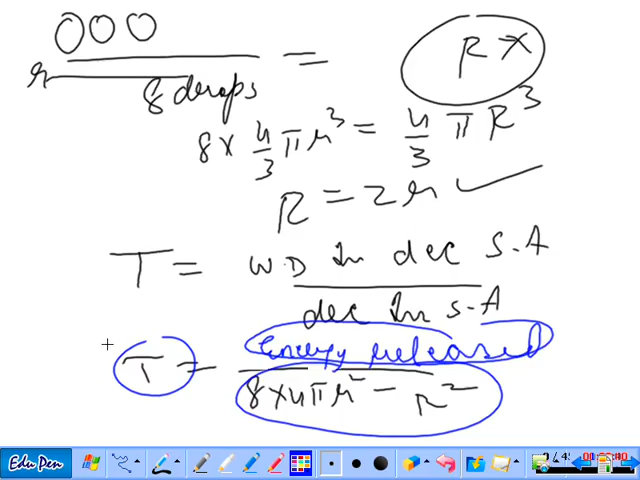 = R
r 8 drops
8 × 4/3 π r³ = 4/3 π R³
R = 2r ✓
T = W.D In dec S.A / dec In S.A
T = Energy released / 8×4πr² − R²
Edu Pen